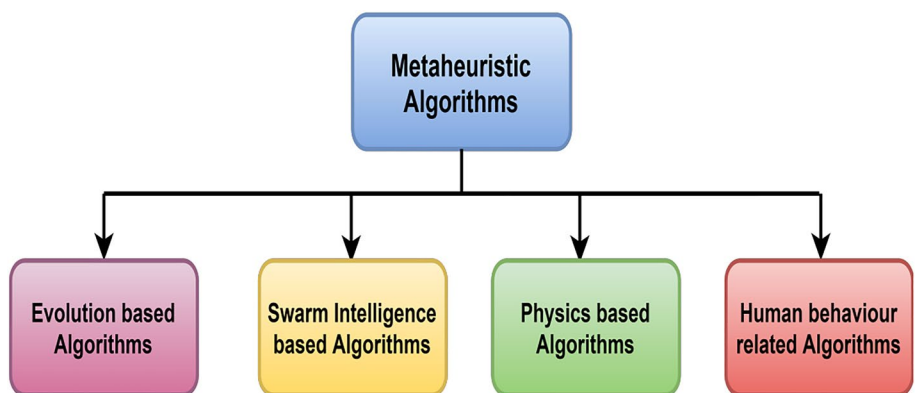 Metaheuristic
Algorithms
Evolution based
Algorithms
Swarm Intelligence
based Algorithms
Physics based
Algorithms
Human behaviour
related Algorithms